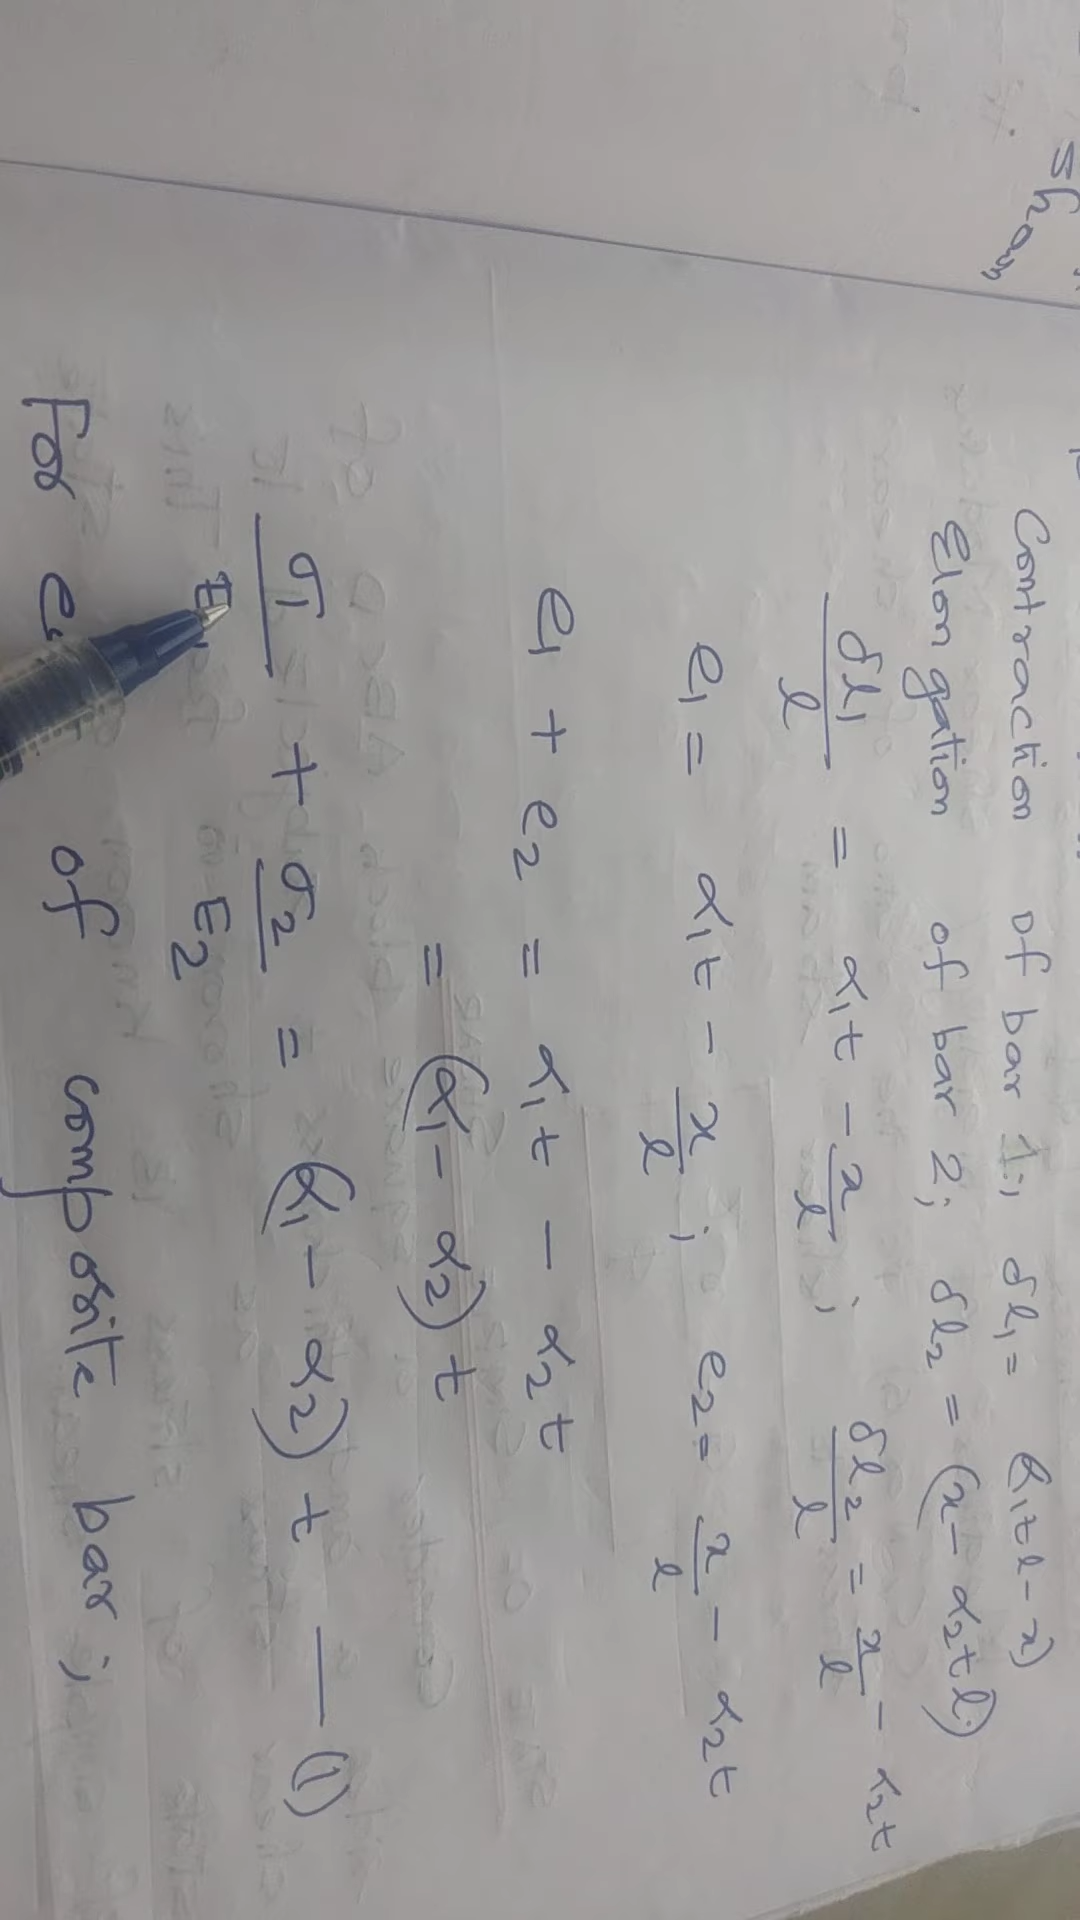 show
Contraction of bar 1; δl₁ = (α₁tl - x)
Elongation of bar 2; δl₂ = (x - α₂tl)
δl₁/l = α₁t - x/l ; δl₂/l = x/l - α₂t
e₁ = α₁t - x/l ; e₂ = x/l - α₂t
e₁ + e₂ = α₁t - α₂t
= (α₁ - α₂)t
σ₁/E₁ + σ₂/E₂ = (α₁ - α₂)t — (1)
For of composite bar ;